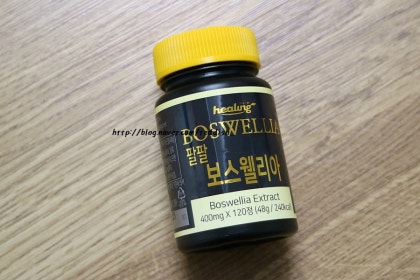 healing
BOSWELLIA
팔팔
보스웰리아
Boswellia Extract
400mg X 120정 (48g / 240kcal)